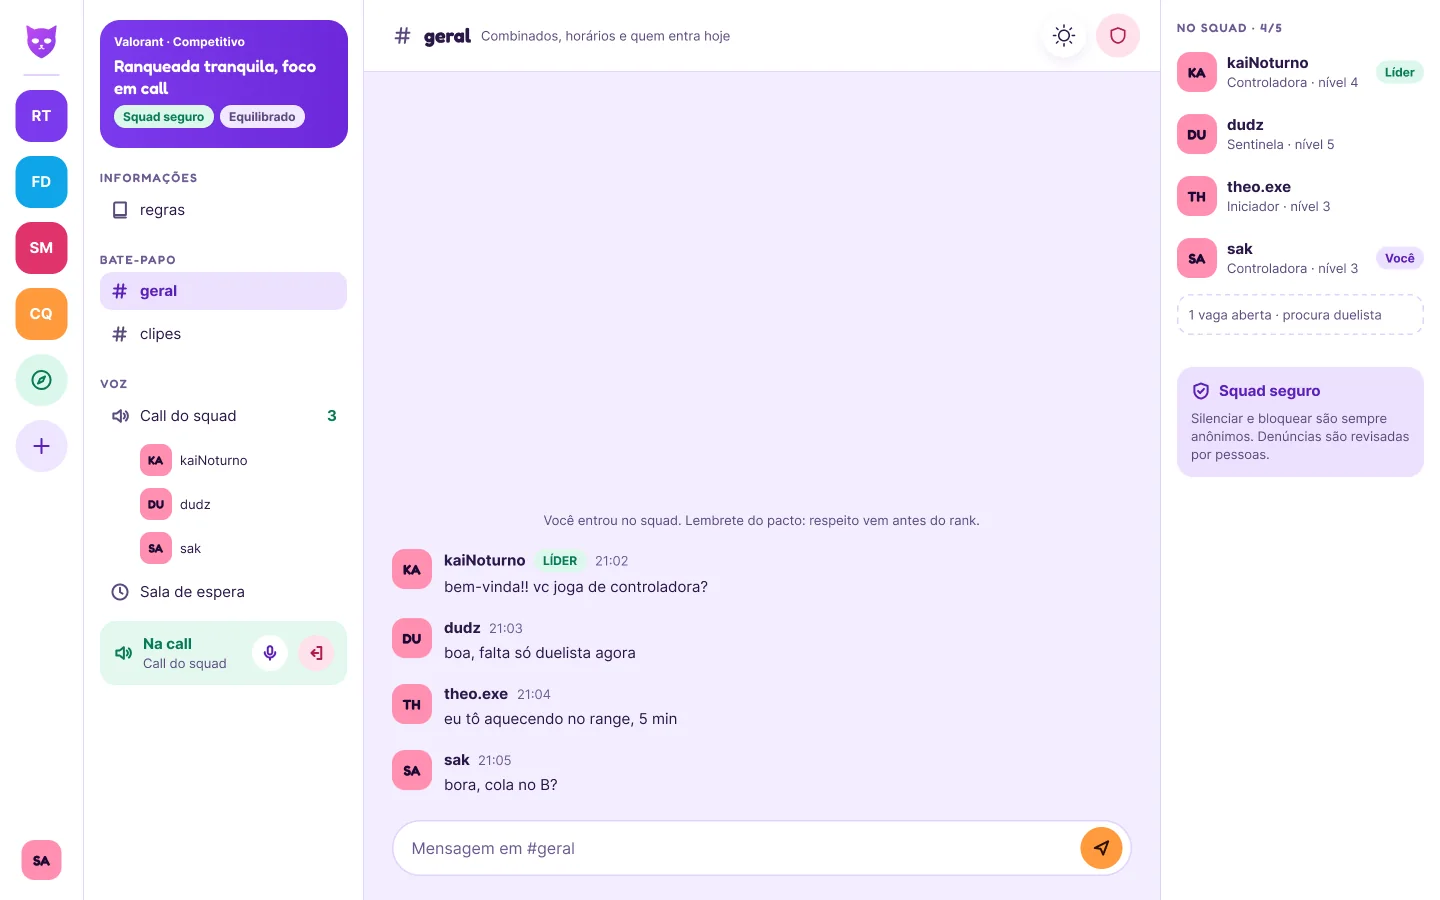 RT
FD
SM
CQ
SA
Valorant · Competitivo
Ranqueada tranquila, foco
em call
Squad seguro
Equilibrado
INFORMAÇÕES
regras
BATE-PAPO
# geral
# clipes
VOZ
Call do squad 3
KA kaiNoturno
DU dudz
SA sak
Sala de espera
Na call
Call do squad
# geral Combinados, horários e quem entra hoje
Você entrou no squad. Lembrete do pacto: respeito vem antes do rank.
KA
kaiNoturno LÍDER 21:02
bem-vinda!! vc joga de controladora?
DU
dudz 21:03
boa, falta só duelista agora
TH
theo.exe 21:04
eu tô aquecendo no range, 5 min
SA
sak 21:05
bora, cola no B?
Mensagem em #geral
NO SQUAD · 4/5
KA
kaiNoturno
Controladora · nível 4
Líder
DU
dudz
Sentinela · nível 5
TH
theo.exe
Iniciador · nível 3
SA
sak
Controladora · nível 3
Você
1 vaga aberta · procura duelista
Squad seguro
Silenciar e bloquear são sempre
anônimos. Denúncias são revisadas
por pessoas.